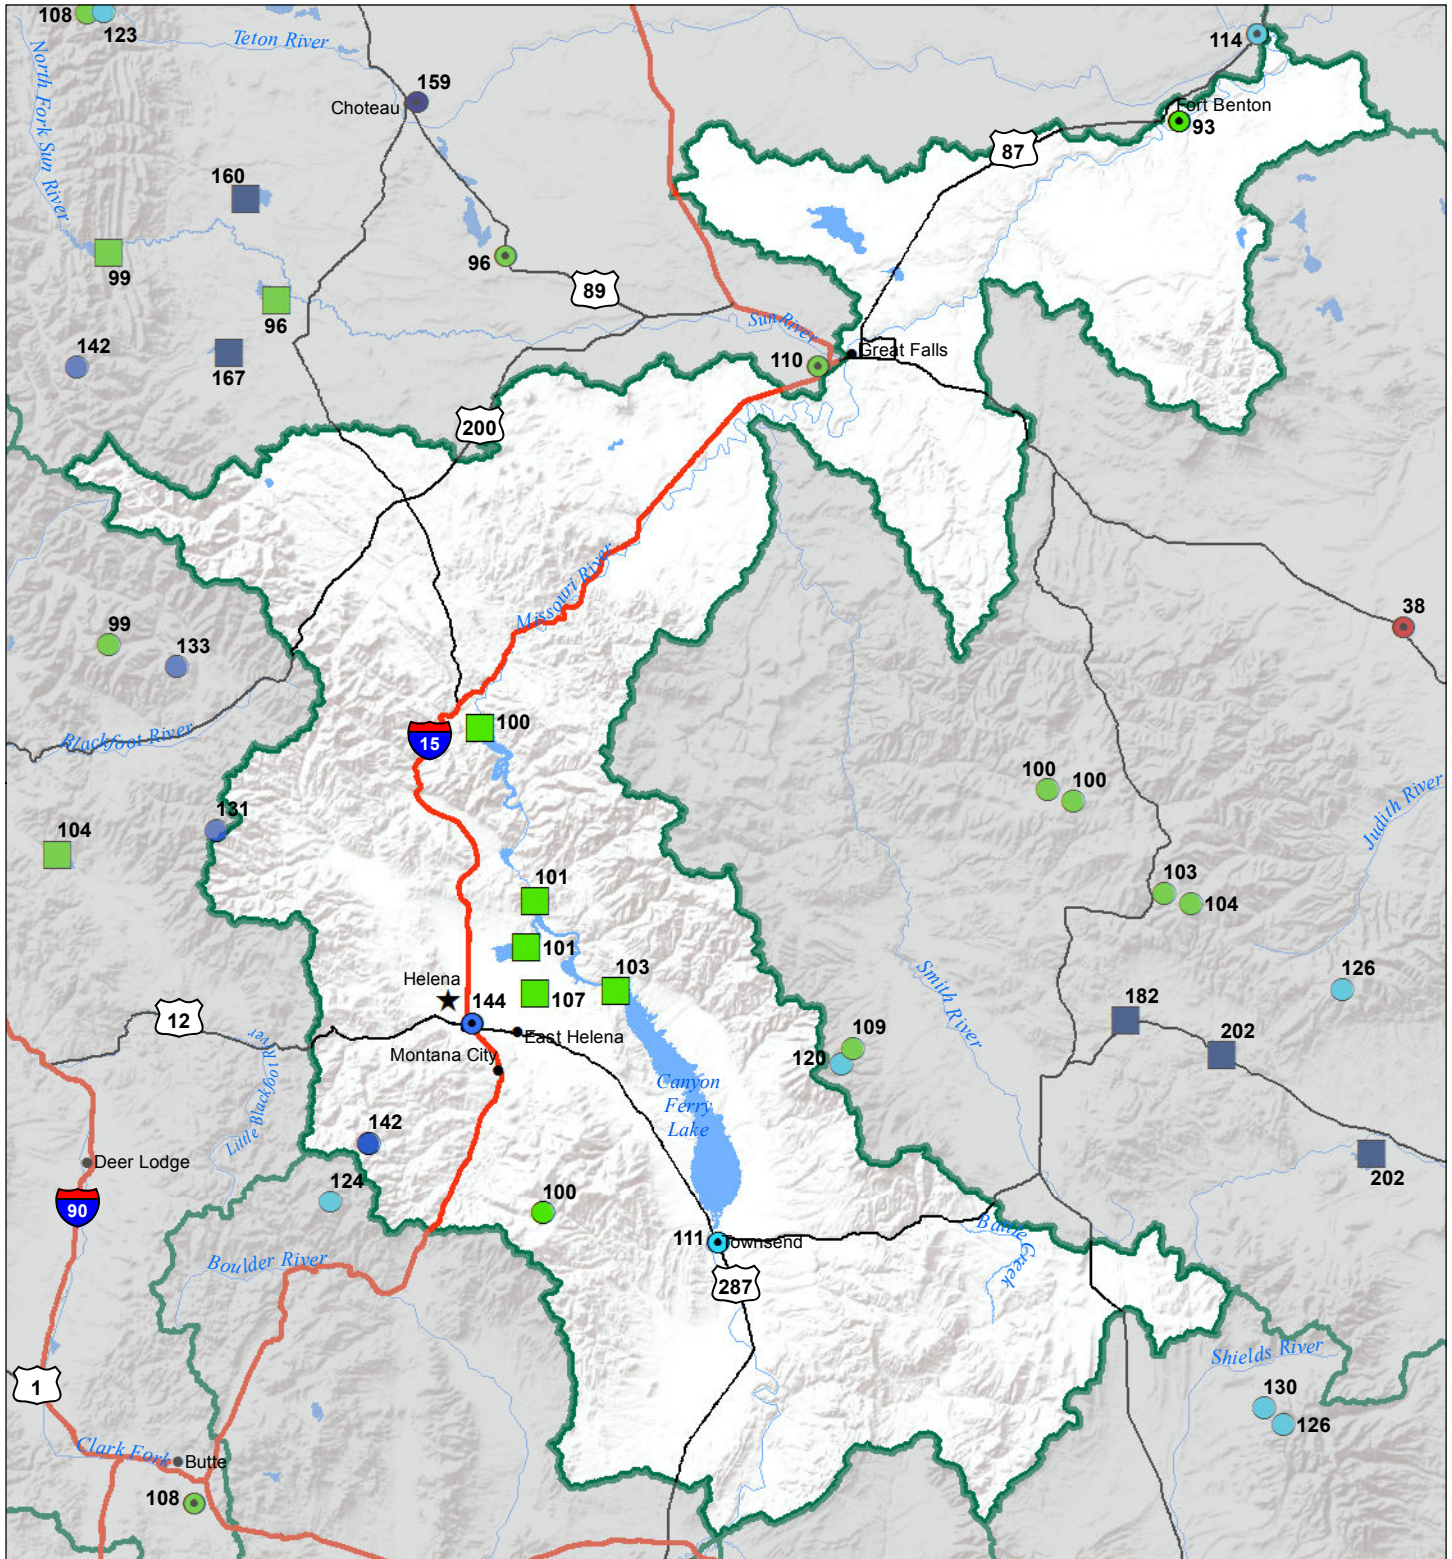 108
123
Teton River
North Fork Sun River
159
Choteau
114
Fort Benton
93
87
160
99
96
89
96
142
167
Sun River
110
Great Falls
200
Missouri River
38
99
133
Blackfoot River
15
100
131
104
100
100
Judith River
103
104
101
101
103
107
Helena
144
East Helena
Montana City
12
Little Blackfoot River
Smith River
126
182
202
109
120
Canyon
Ferry
Lake
142
Deer Lodge
124
100
202
90
111
Townsend
Battle Creek
Boulder River
287
Shields River
1
130
126
Clark Fork
Butte
108